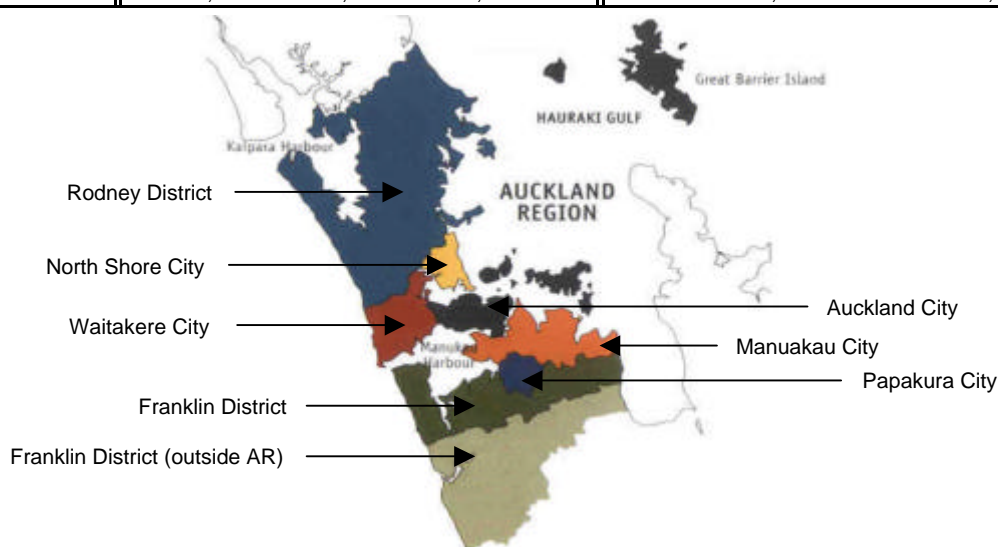 Great Barrier Island
HAURAKI GULF
Kaipara Harbour
Rodney District
AUCKLAND
REGION
North Shore City
Auckland City
Waitakere City
Manukau
Harbour
Manuakau City
Papakura City
Franklin District
Franklin District (outside AR)